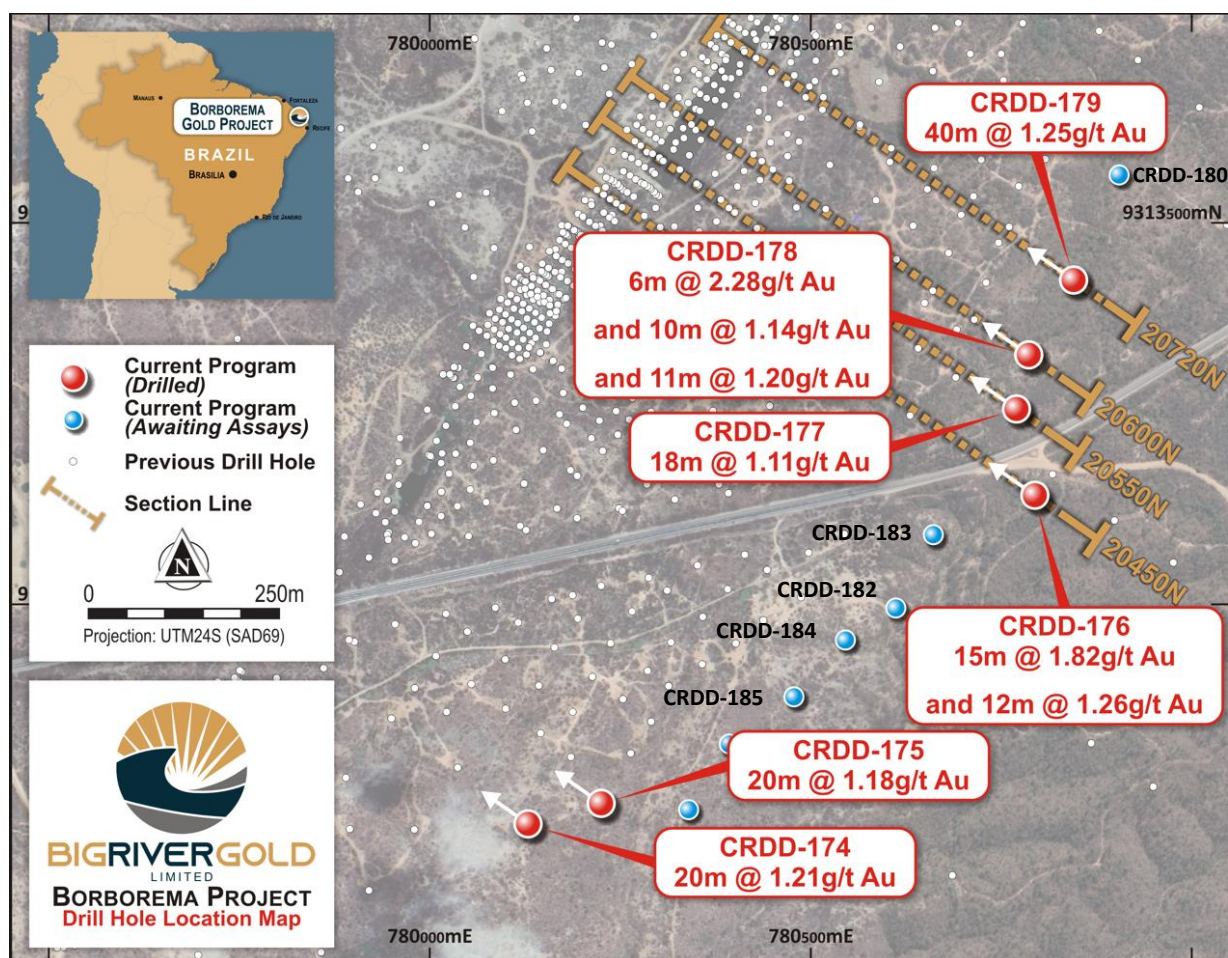 780000mE
780500mE
MANAUS
FORTALEZA
BORBOREMA
GOLD PROJECT
RECIFE
BRAZIL
BRASILIA
RIO DE JANEIRO
CRDD-179
40m @ 1.25g/t Au
CRDD-180
9
9313500mN
CRDD-178
6m @ 2.28g/t Au
and 10m @ 1.14g/t Au
and 11m @ 1.20g/t Au
20720N
20600N
CRDD-177
18m @ 1.11g/t Au
20550N
20450N
Current Program
(Drilled)
Current Program
(Awaiting Assays)
Previous Drill Hole
Section Line
N
0 250m
Projection: UTM24S (SAD69)
CRDD-183
9
CRDD-182
CRDD-184
CRDD-176
15m @ 1.82g/t Au
and 12m @ 1.26g/t Au
CRDD-185
CRDD-175
20m @ 1.18g/t Au
CRDD-174
20m @ 1.21g/t Au
BIGRIVERGOLD
LIMITED
BORBOREMA PROJECT
Drill Hole Location Map
780000mE
780500mE